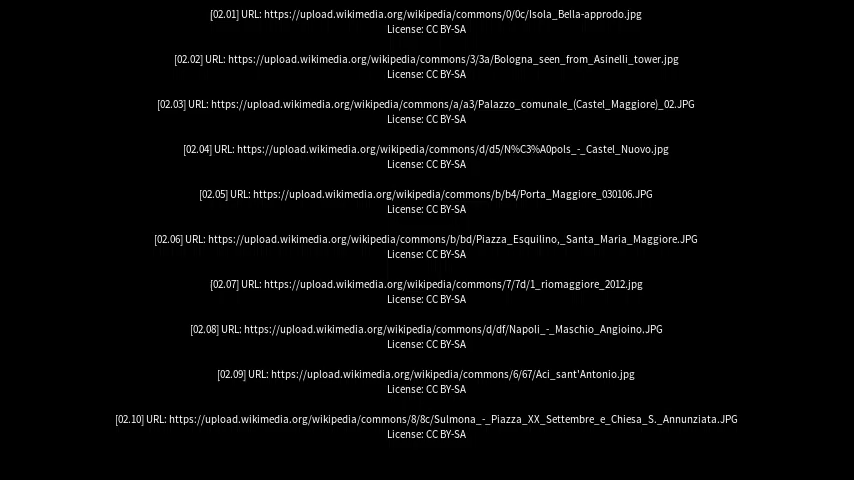 [02.01] URL: https://upload.wikimedia.org/wikipedia/commons/0/0c/Isola_Bella-approdo.jpg
License: CC BY-SA
[02.02] URL: https://upload.wikimedia.org/wikipedia/commons/3/3a/Bologna_seen_from_Asinelli_tower.jpg
License: CC BY-SA
[02.03] URL: https://upload.wikimedia.org/wikipedia/commons/a/a3/Palazzo_comunale_(Castel_Maggiore)_02.JPG
License: CC BY-SA
[02.04] URL: https://upload.wikimedia.org/wikipedia/commons/d/d5/N%C3%A0pols_-_Castel_Nuovo.jpg
License: CC BY-SA
[02.05] URL: https://upload.wikimedia.org/wikipedia/commons/b/b4/Porta_Maggiore_030106.JPG
License: CC BY-SA
[02.06] URL: https://upload.wikimedia.org/wikipedia/commons/b/bd/Piazza_Esquilino,_Santa_Maria_Maggiore.JPG
License: CC BY-SA
[02.07] URL: https://upload.wikimedia.org/wikipedia/commons/7/7d/1_riomaggiore_2012.jpg
License: CC BY-SA
[02.08] URL: https://upload.wikimedia.org/wikipedia/commons/d/df/Napoli_-_Maschio_Angioino.JPG
License: CC BY-SA
[02.09] URL: https://upload.wikimedia.org/wikipedia/commons/6/67/Aci_sant'Antonio.jpg
License: CC BY-SA
[02.10] URL: https://upload.wikimedia.org/wikipedia/commons/8/8c/Sulmona_-_Piazza_XX_Settembre_e_Chiesa_S._Annunziata.JPG
License: CC BY-SA